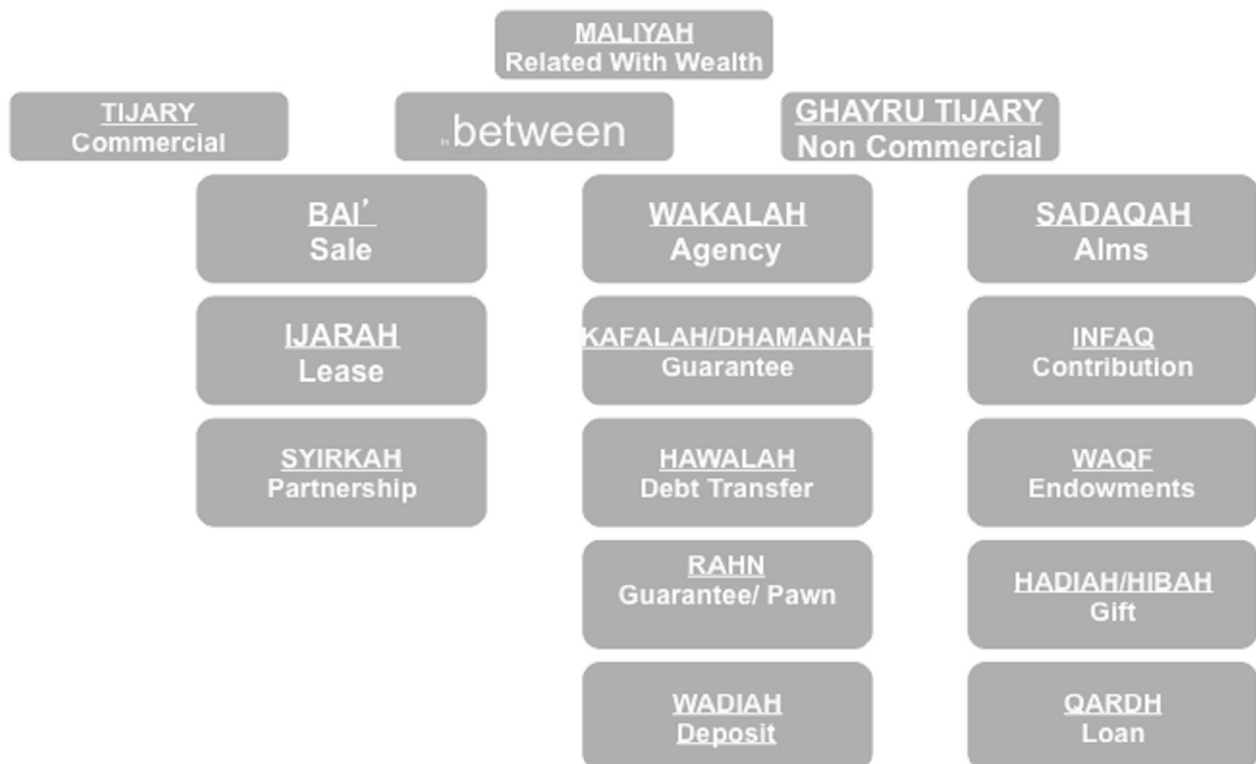 MALIYAH
Related With Wealth
TIJARY
Commercial
In between
GHAYRU TIJARY
Non Commercial
BAI’
Sale
WAKALAH
Agency
SADAQAH
Alms
IJARAH
Lease
KAFALAH/DHAMANAH
Guarantee
INFAQ
Contribution
SYIRKAH
Partnership
HAWALAH
Debt Transfer
WAQF
Endowments
RAHN
Guarantee/ Pawn
HADIAH/HIBAH
Gift
WADIAH
Deposit
QARDH
Loan